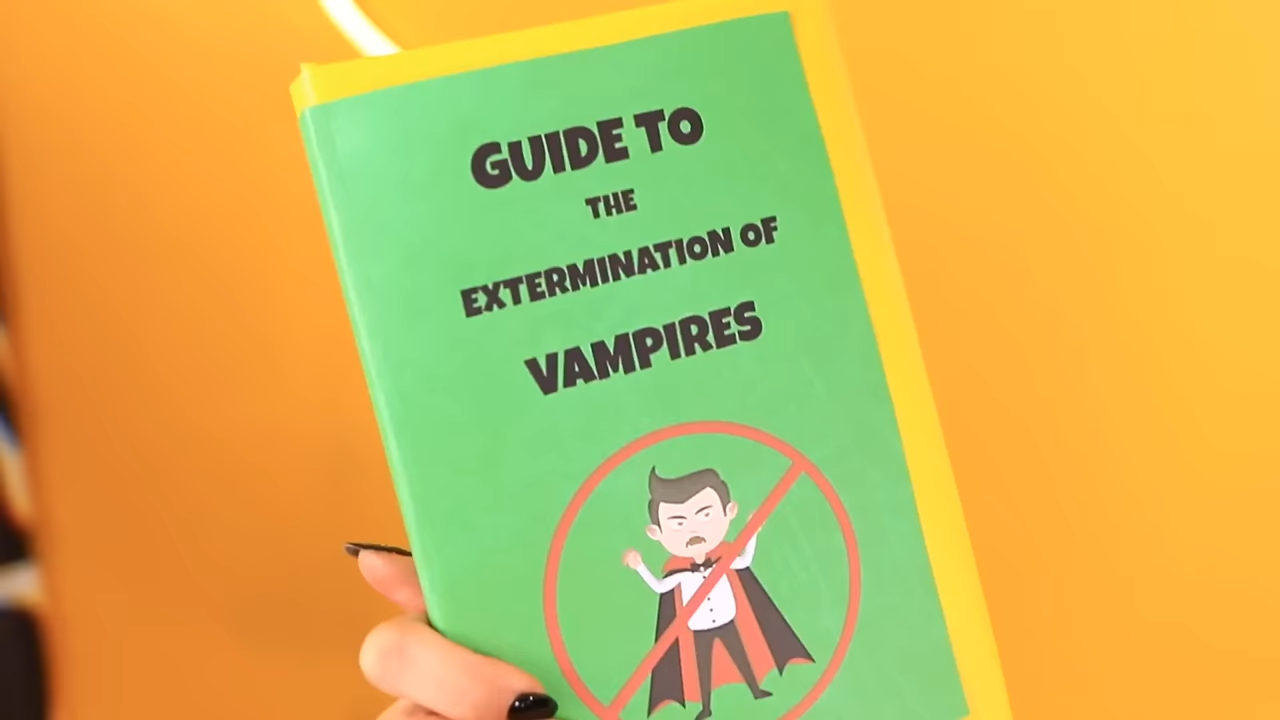 GUIDE TO
THE
EXTERMINATION OF
VAMPIRES